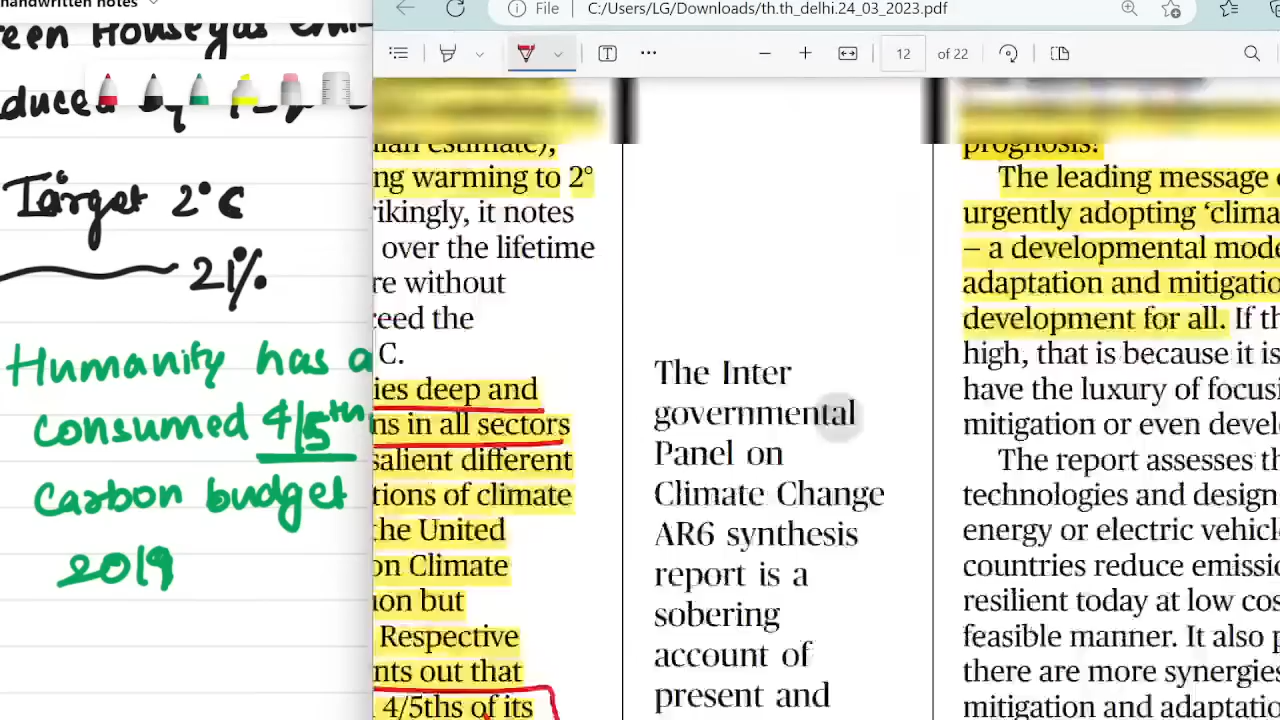 handwritten notes
House gas
duced by
Target 2°C
21%
Humanity has a
consumed 4/5th
Carbon budget
2019
File C:/Users/LG/Downloads/th.th_delhi.24_03_2023.pdf
12 of 22
ian estimate),
ng warming to 2°
rikingly, it notes
over the lifetime
re without
ceed the
C.
ies deep and
ns in all sectors
salient different
tions of climate
the United
on Climate
ion but
Respective
nts out that
4/5ths of its
The Inter
governmental
Panel on
Climate Change
AR6 synthesis
report is a
sobering
account of
present and
prognosis?
The leading message
urgently adopting ‘clima
– a developmental mode
adaptation and mitigatio
development for all. If th
high, that is because it is
have the luxury of focusi
mitigation or even devel
The report assesses th
technologies and design
energy or electric vehicl
countries reduce emissio
resilient today at low cos
feasible manner. It also p
there are more synergies
mitigation and adaptatio